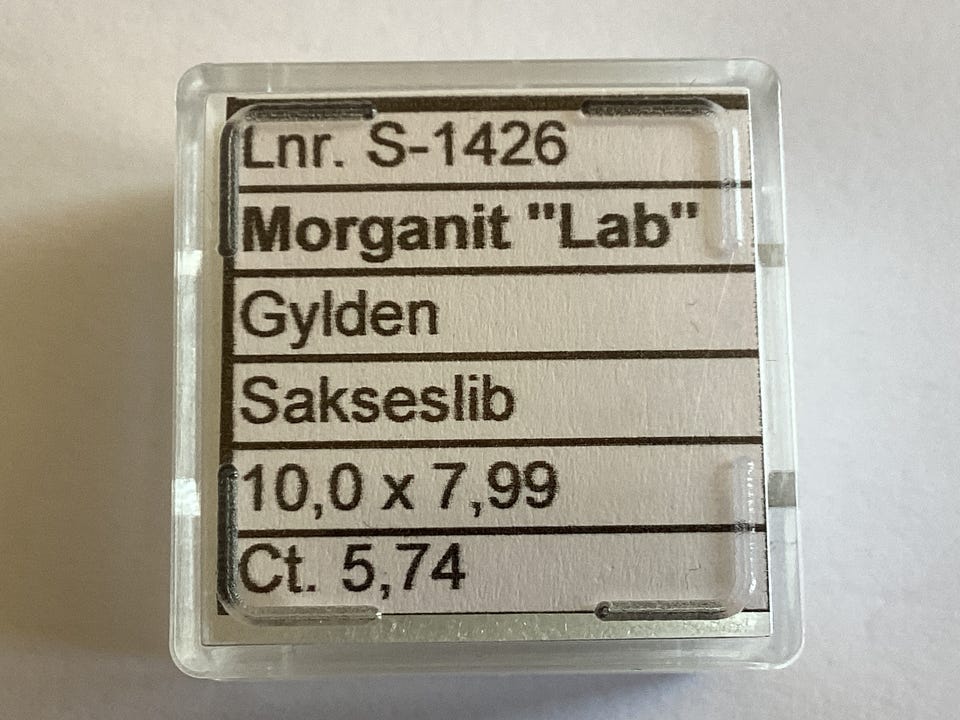 Lnr. S-1426
Morganit "Lab"
Gylden
Sakseslib
10,0 x 7,99
Ct. 5,74